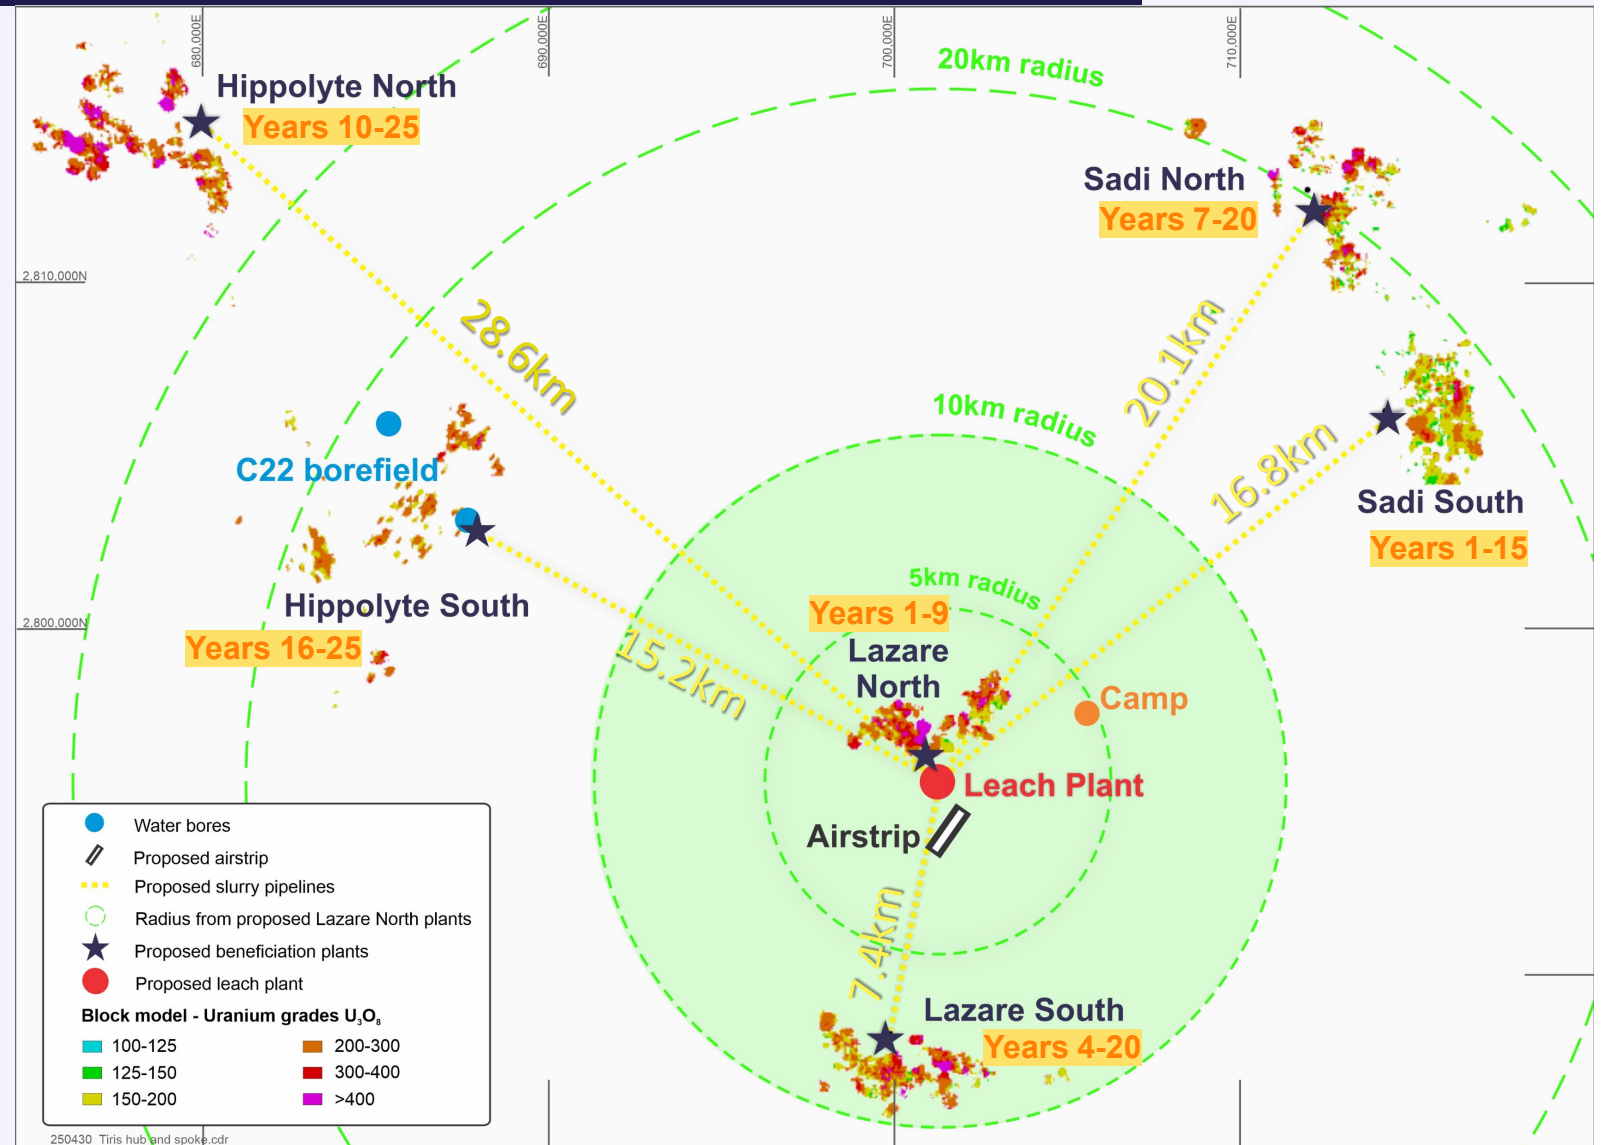 680,000E
690,000E
700,000E
710,000E
20km radius
Hippolyte North
Years 10-25
Sadi North
Years 7-20
2,810,000N
28.6km
20.1km
10km radius
16.8km
C22 borefield
Sadi South
Years 1-15
5km radius
Hippolyte South
Years 1-9
2,800,000N
Years 16-25
15.2km
Lazare
North
Camp
Leach Plant
Airstrip
7.4km
Lazare South
Years 4-20
Water bores
Proposed airstrip
Proposed slurry pipelines
Radius from proposed Lazare North plants
Proposed beneficiation plants
Proposed leach plant
Block model - Uranium grades U₃O₈
100-125
200-300
125-150
300-400
150-200
>400
250430 Tiris hub and spoke.cdr